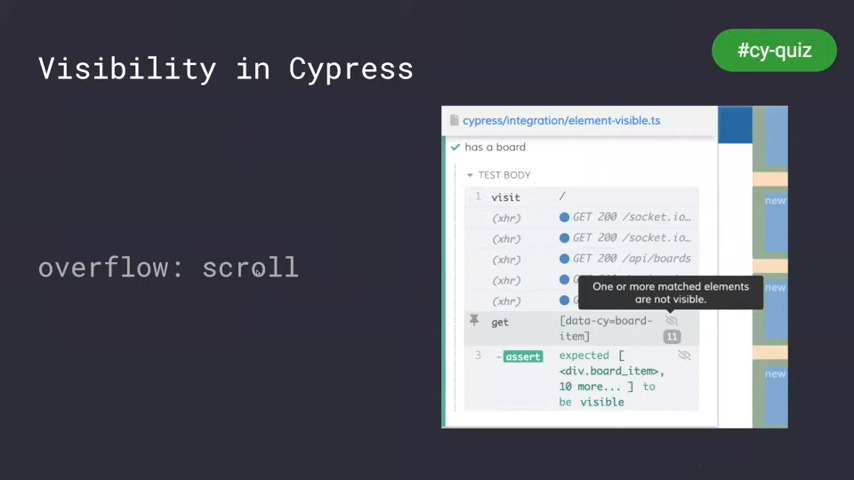 Visibility in Cypress
#cy-quiz
overflow: scroll
cypress/integration/element-visible.ts
has a board
TEST BODY
1 visit /
(xhr) GET 200 /socket.io…
(xhr) GET 200 /socket.io…
(xhr) GET 200 /api/boards
(xhr)
(xhr)
One or more matched elements
are not visible.
get [data-cy=board-
item] 11
3 -assert expected [
<div.board_item>,
10 more... ] to
be visible
new
new
new